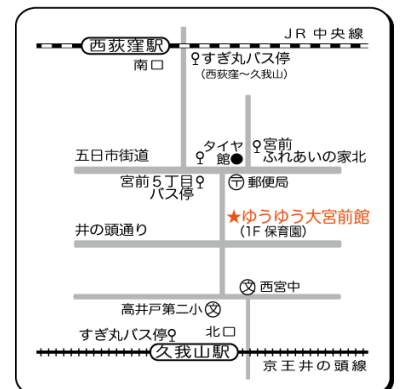 JR中央線
西荻窪駅
南口
すぎ丸バス停
(西荻窪〜久我山)
タイヤ
館
宮前
ふれあいの家北
五日市街道
宮前5丁目
バス停
〒郵便局
★ゆうゆう大宮前館
(1F 保育園)
井の頭通り
文 西宮中
高井戸第二小 文
すぎ丸バス停
北口
久我山駅
京王井の頭線